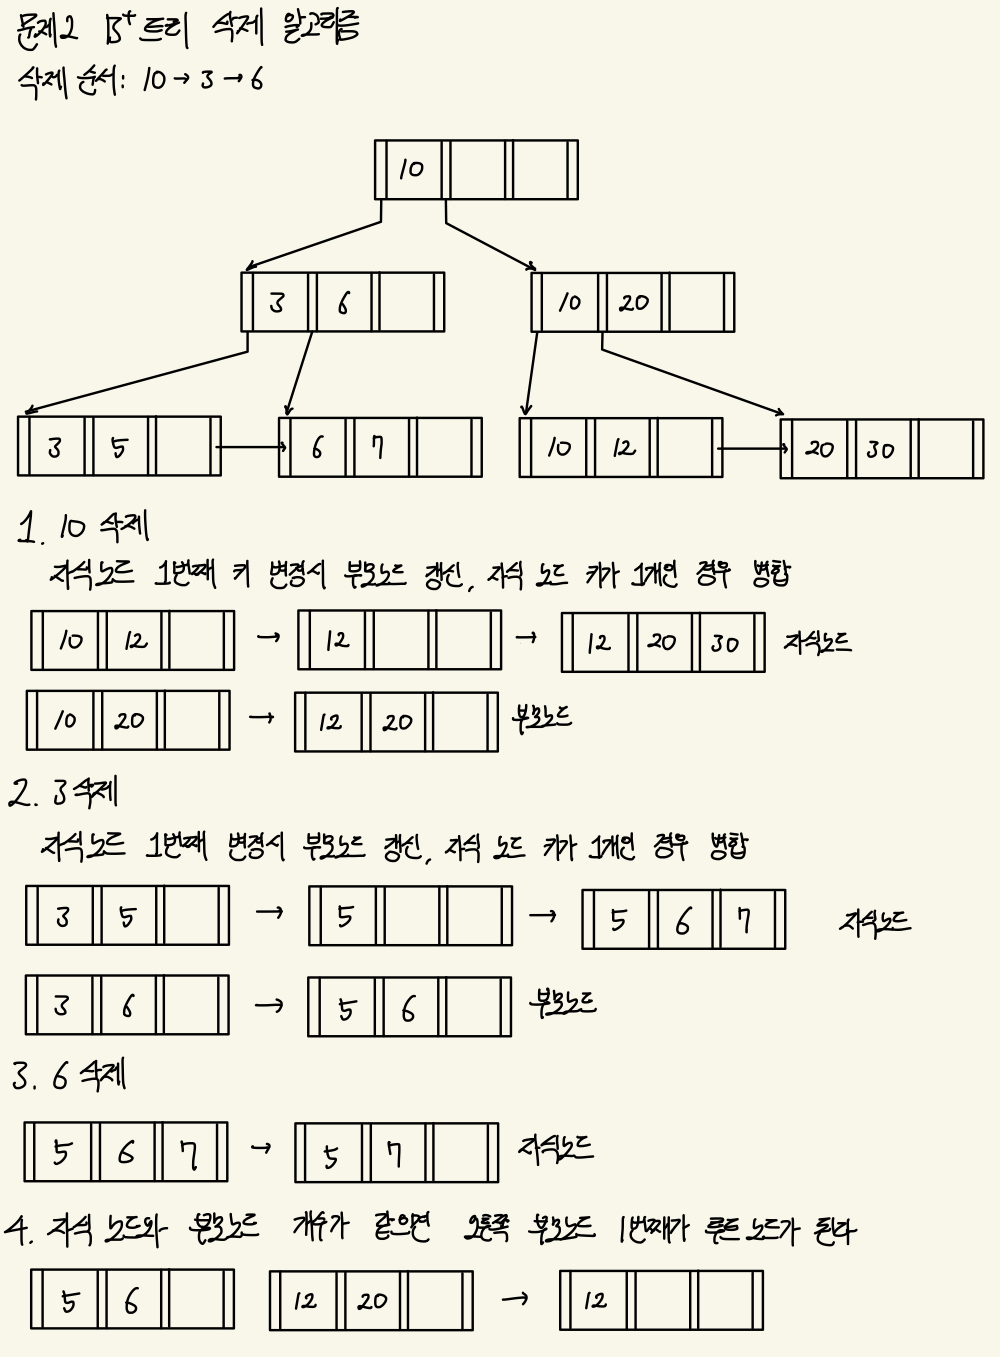 문제2 B+트리 삭제 알고리즘
삭제 순서: 10 → 3 → 6
10
3 6 10 20
3 5 6 7 10 12 20 30
1. 10 삭제
자식노드 1번째 키 변경시 부모노드 갱신, 자식 노드 키가 1개인 경우 병합
10 12 → 12 → 12 20 30 자식노드
10 20 → 12 20 부모노드
2. 3삭제
자식노드 1번째 변경시 부모노드 갱신, 자식 노드 키가 1개인 경우 병합
3 5 → 5 → 5 6 7 자식노드
3 6 → 5 6 부모노드
3. 6 삭제
5 6 7 → 5 7 자식노드
4. 자식 노드와 부모노드 개수가 같으면 오른쪽 부모노드 1번째가 루트 노드가 된다
5 6 12 20 → 12